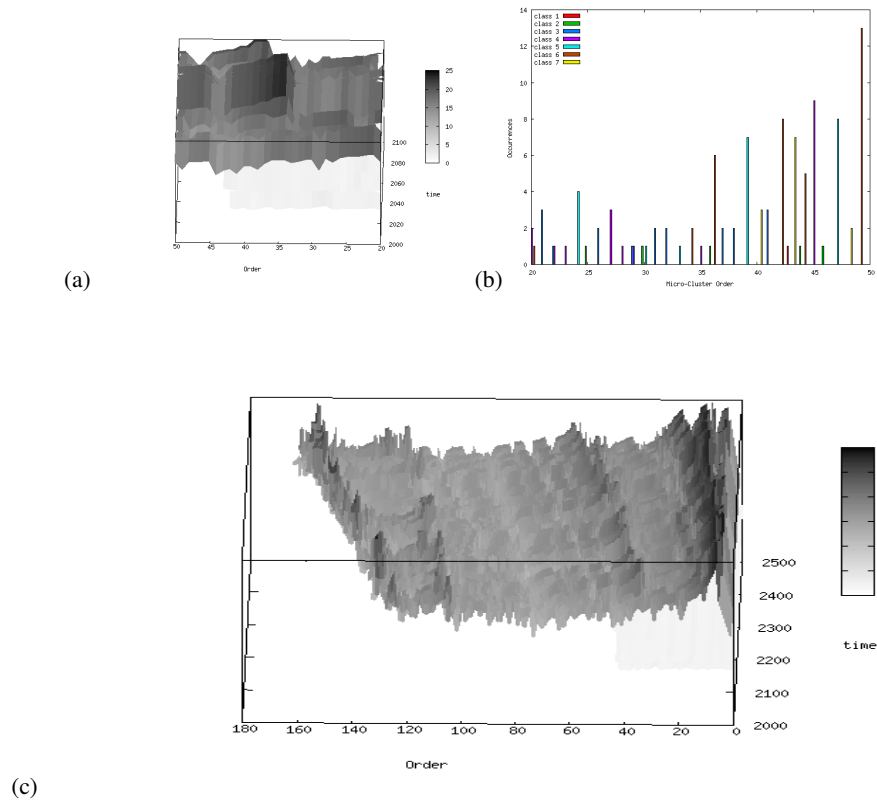 25
20
15
10
5
0
time
2100
2080
2060
2040
2020
2000
50 45 40 35 30 25 20
Order
(a)
14
12
10
8
6
4
2
0
Occurrences
class 1
class 2
class 3
class 4
class 5
class 6
class 7
20 25 30 35 40 45 50
Micro-Cluster Order
(b)
2500
2400
2300
2200
2100
2000
time
180 160 140 120 100 80 60 40 20 0
Order
(c)